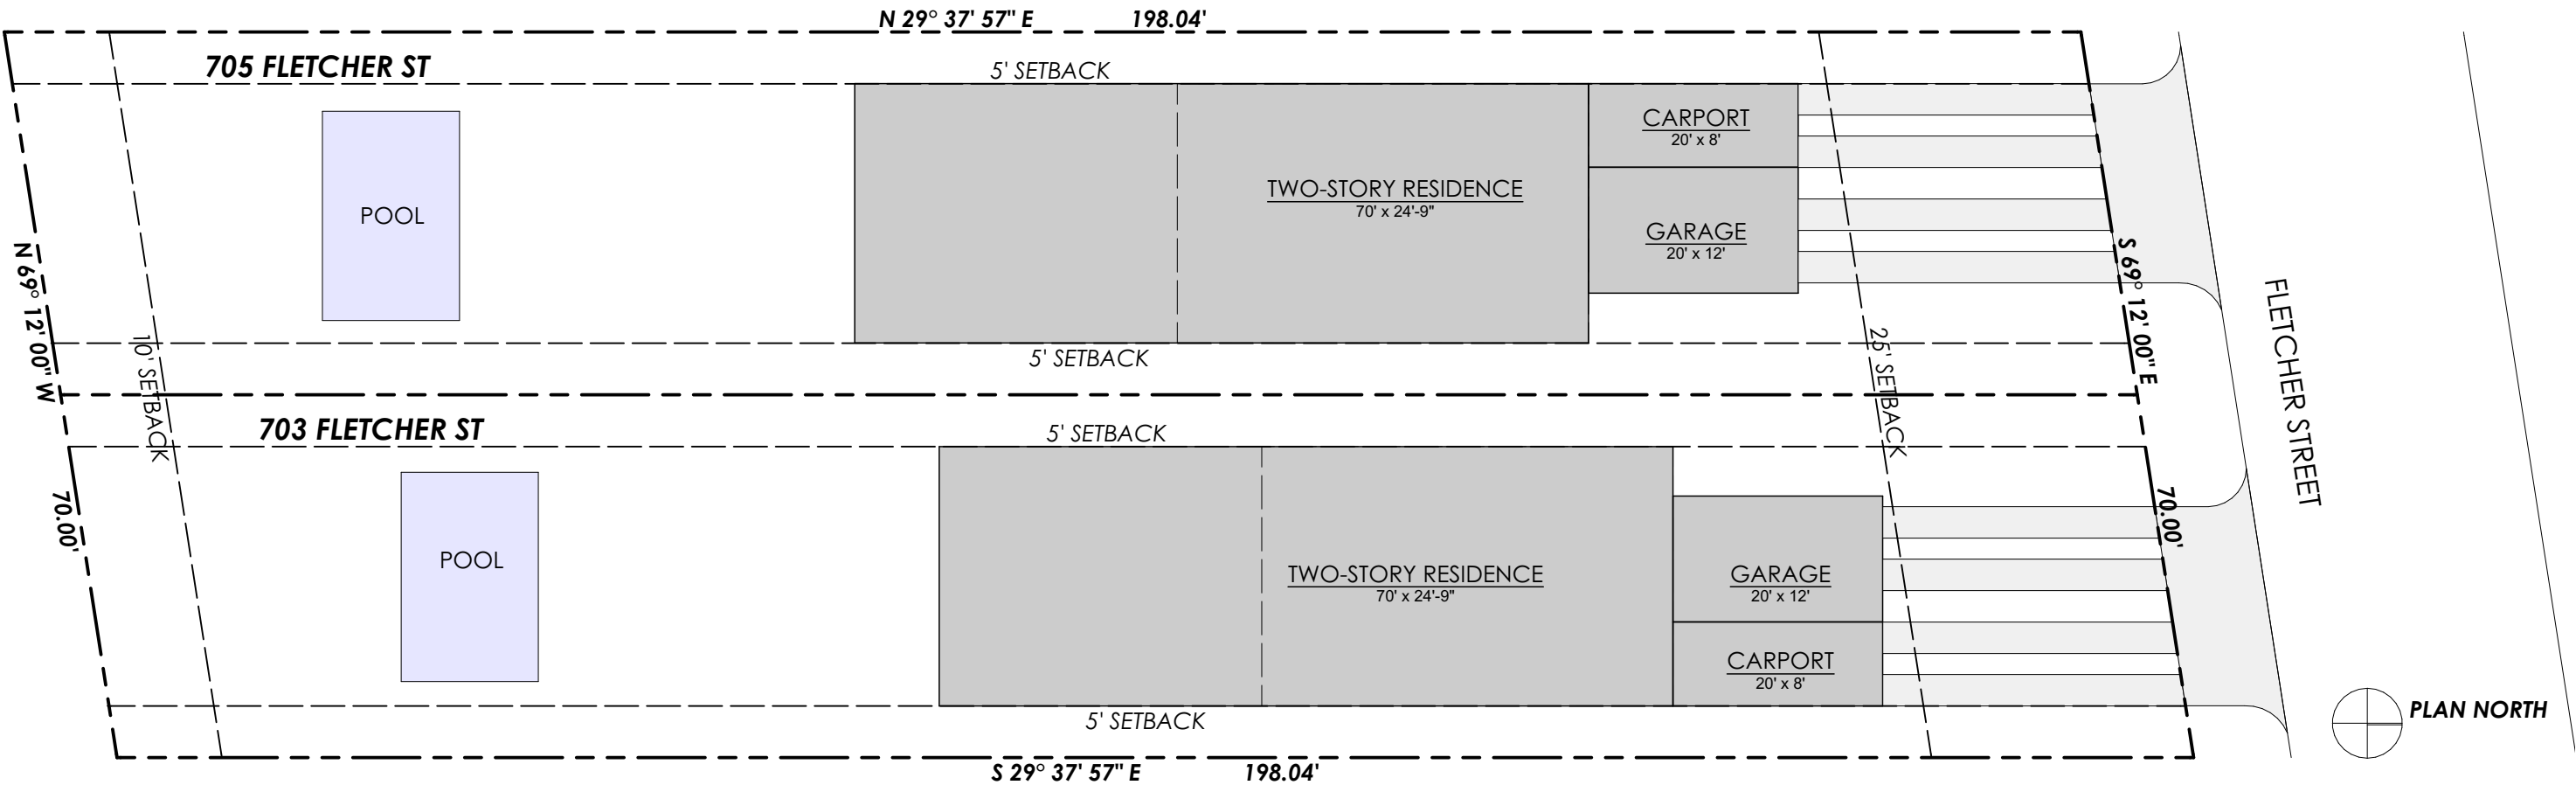 N 29° 37' 57" E 198.04'
705 FLETCHER ST
5' SETBACK
CARPORT
20' x 8'
TWO-STORY RESIDENCE
70' x 24'-9"
POOL
GARAGE
20' x 12'
N 69° 12' 00" W
S 69° 12' 00" E
FLETCHER STREET
10' SETBACK
5' SETBACK
25' SETBACK
703 FLETCHER ST
5' SETBACK
70.00'
70.00'
POOL
TWO-STORY RESIDENCE
70' x 24'-9"
GARAGE
20' x 12'
CARPORT
20' x 8'
5' SETBACK
PLAN NORTH
S 29° 37' 57" E 198.04'